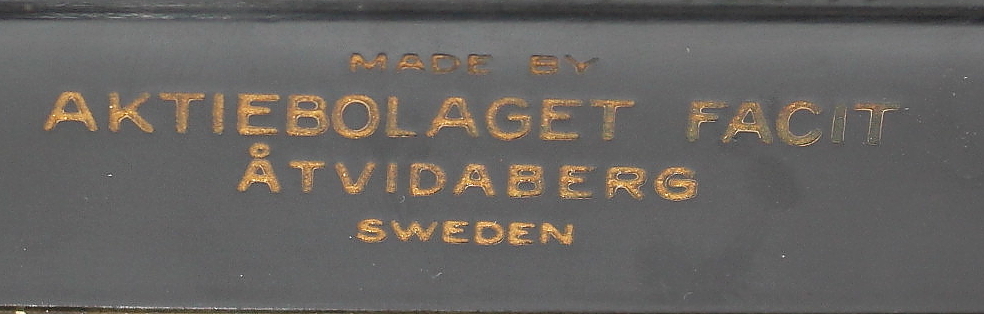 MADE BY
AKTIEBOLAGET FACIT
ÅTVIDABERG
SWEDEN